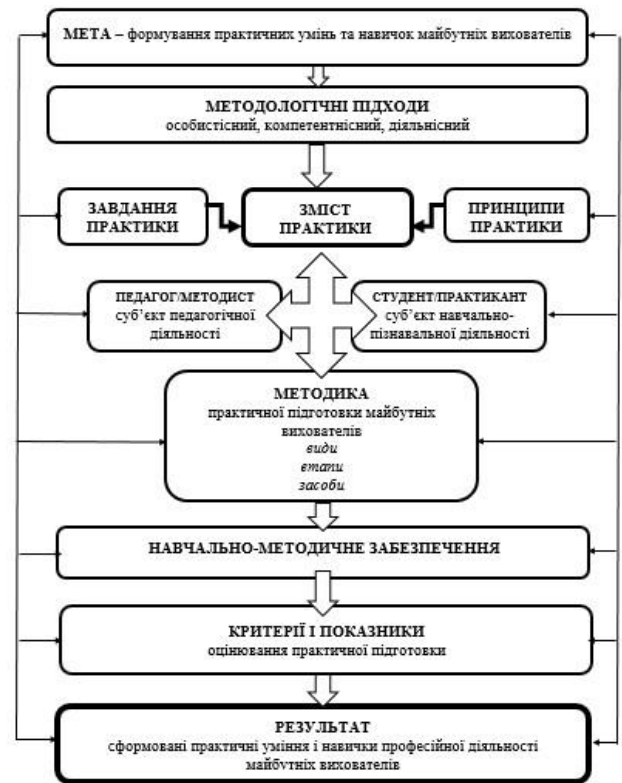 МЕТА – формування практичних умінь та навичок майбутніх вихователів
МЕТОДОЛОГІЧНІ ПІДХОДИ
особистісний, компетентнісний, діяльнісний
ЗАВДАННЯ
ПРАКТИКИ
ЗМІСТ
ПРАКТИКИ
ПРИНЦИПИ
ПРАКТИКИ
ПЕДАГОГ/МЕТОДИСТ
суб’єкт педагогічної
діяльності
СТУДЕНТ/ПРАКТИКАНТ
суб’єкт навчально-
пізнавальної діяльності
МЕТОДИКА
практичної підготовки майбутніх
вихователів
види
етапи
засоби
НАВЧАЛЬНО-МЕТОДИЧНЕ ЗАБЕЗПЕЧЕННЯ
КРИТЕРІЇ І ПОКАЗНИКИ
оцінювання практичної підготовки
РЕЗУЛЬТАТ
сформовані практичні уміння і навички професійної діяльності
майбутніх вихователів